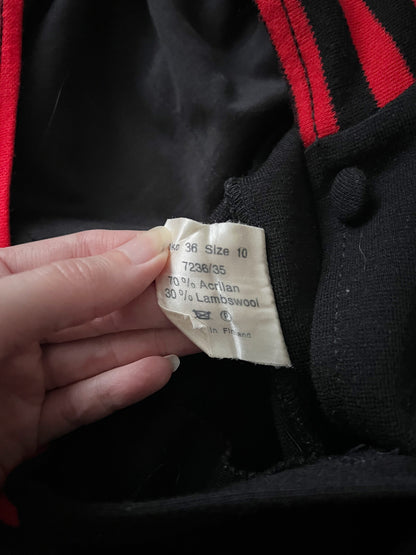 36 Size 10
7236/35
70% Acrilan
30% Lambswool
in Finland